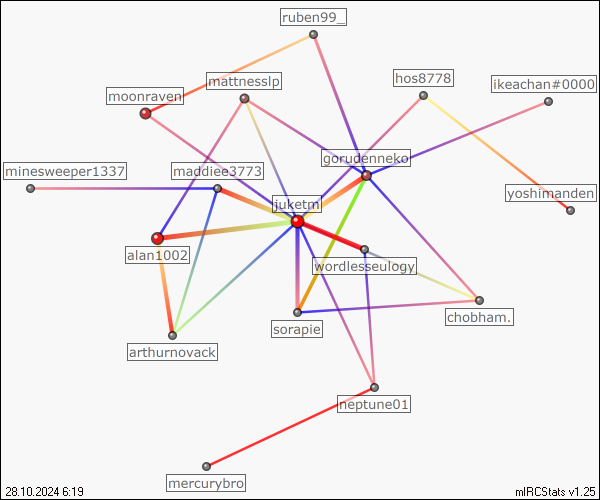 ruben99_
mattnesslp
hos8778
ikeachan#0000
moonraven
gorudenneko
minesweeper1337
maddiee3773
yoshimanden
juketm
alan1002
wordlesseulogy
chobham.
sorapie
arthurnovack
neptune01
mercurybro
28.10.2024 6:19
mIRCStats v1.25